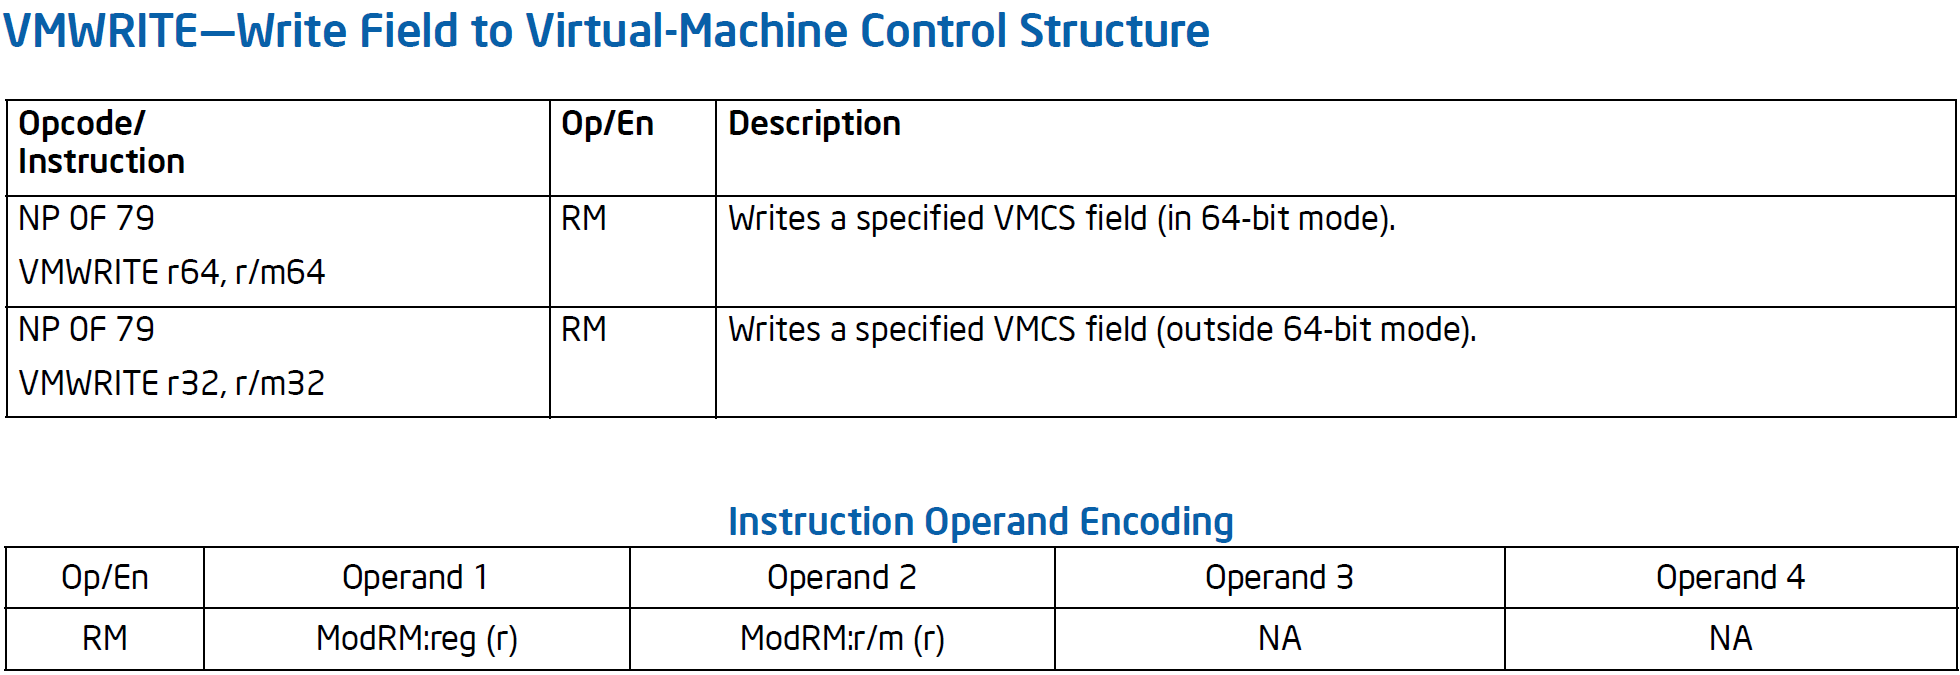 VMWRITE—Write Field to Virtual-Machine Control Structure
Opcode/ Op/En Description
Instruction
NP 0F 79 RM Writes a specified VMCS field (in 64-bit mode).
VMWRITE r64, r/m64
NP 0F 79 RM Writes a specified VMCS field (outside 64-bit mode).
VMWRITE r32, r/m32
Instruction Operand Encoding
Op/En Operand 1 Operand 2 Operand 3 Operand 4
RM ModRM:reg (r) ModRM:r/m (r) NA NA